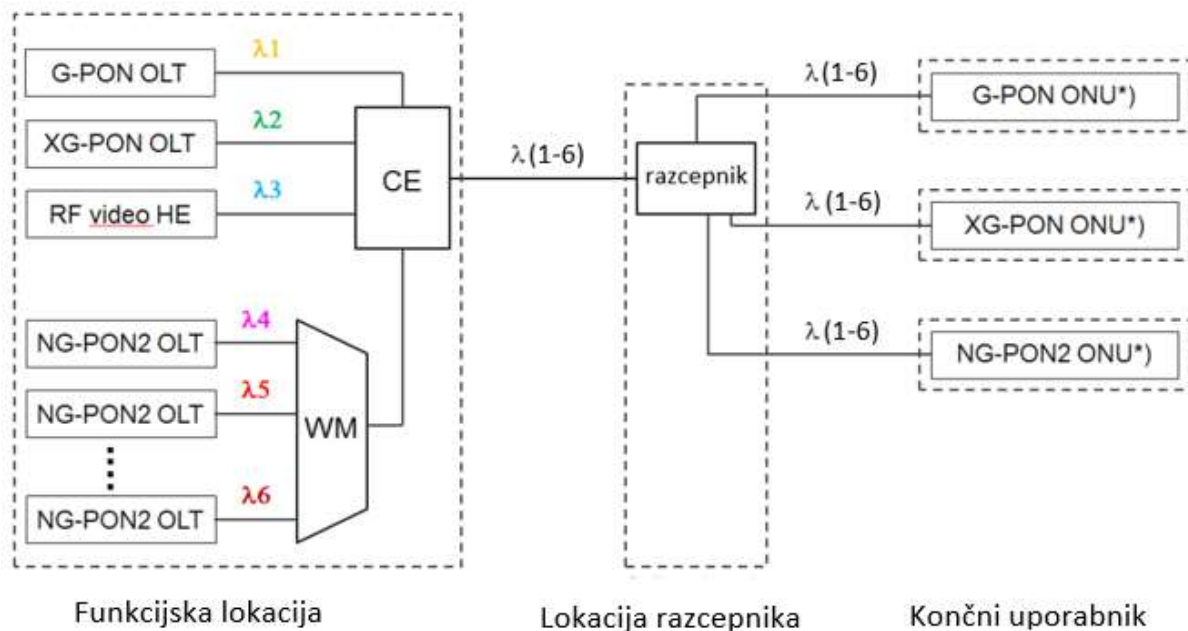 G-PON OLT
λ1
XG-PON OLT
λ2
RF video HE
λ3
CE
NG-PON2 OLT
λ4
NG-PON2 OLT
λ5
NG-PON2 OLT
λ6
WM
λ(1-6)
razcepnik
λ(1-6)
G-PON ONU*)
λ(1-6)
XG-PON ONU*)
λ(1-6)
NG-PON2 ONU*)
Funkcijska lokacija
Lokacija razcepnika
Končni uporabnik